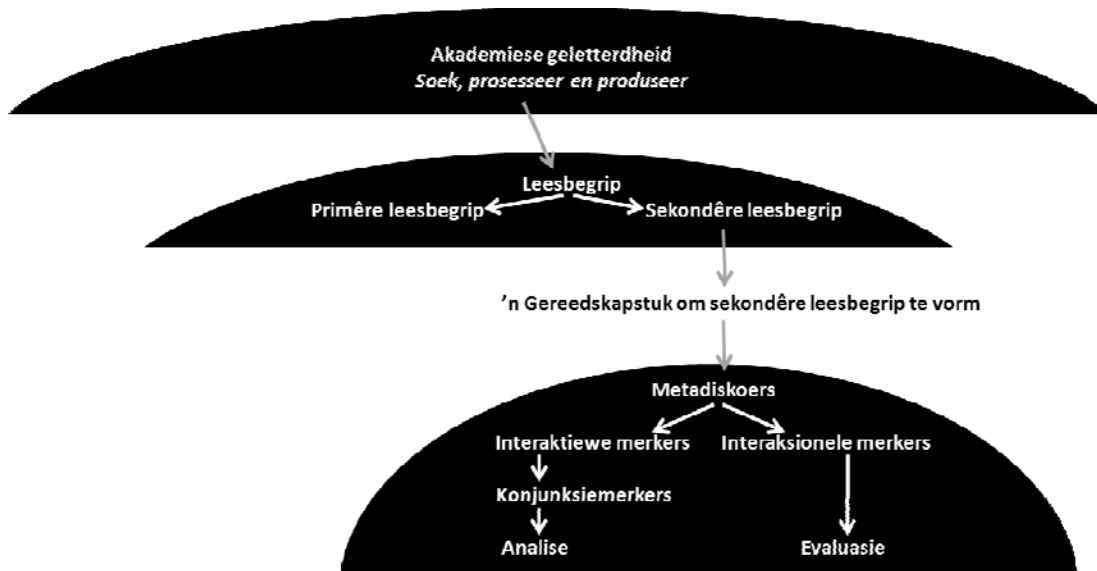 Akademiese geletterdheid
Soek, prosesseer en produseer
Leesbegrip
Primêre leesbegrip
Sekondêre leesbegrip
’n Gereedskapstuk om sekondêre leesbegrip te vorm
Metadiskoers
Interaktiewe merkers
Interaksionele merkers
Konjunksiemerkers
Analise
Evaluasie